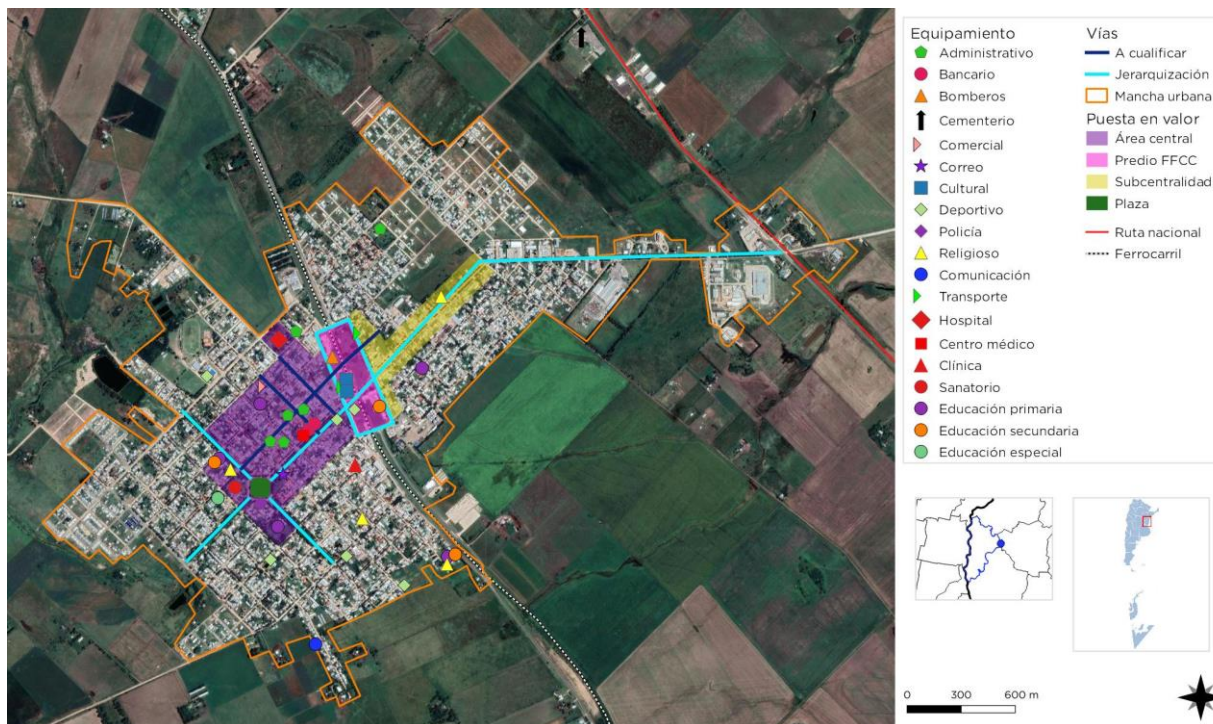 Equipamiento
Administrativo
Bancario
Bomberos
Cementerio
Comercial
Correo
Cultural
Deportivo
Policía
Religioso
Comunicación
Transporte
Hospital
Centro médico
Clínica
Sanatorio
Educación primaria
Educación secundaria
Educación especial
Vías
A cualificar
Jerarquización
Mancha urbana
Puesta en valor
Área central
Predio FFCC
Subcentralidad
Plaza
Ruta nacional
Ferrocarril
0 300 600 m